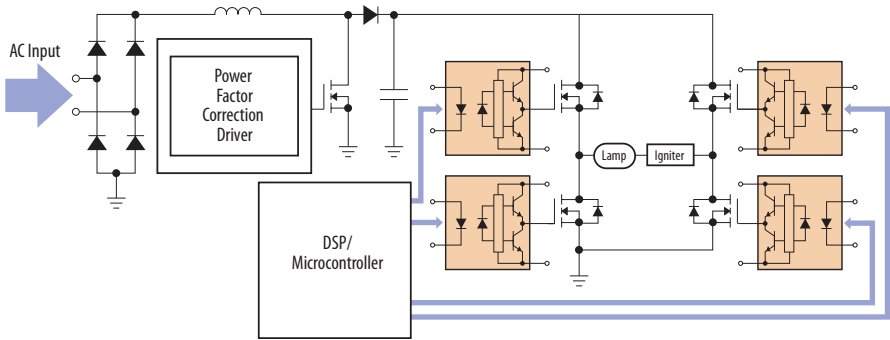 AC Input
Power
Factor
Correction
Driver
Lamp
Igniter
DSP/
Microcontroller